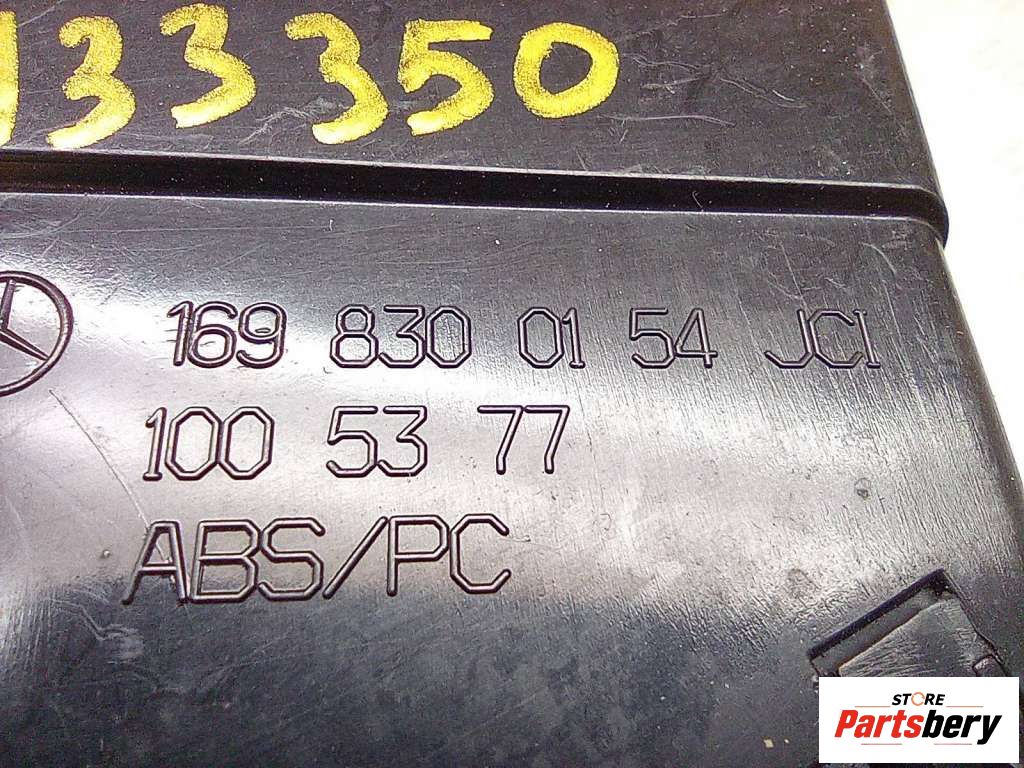 33350
169 830 01 54 JCI
100 53 77
ABS/PC
STORE
Partsbery